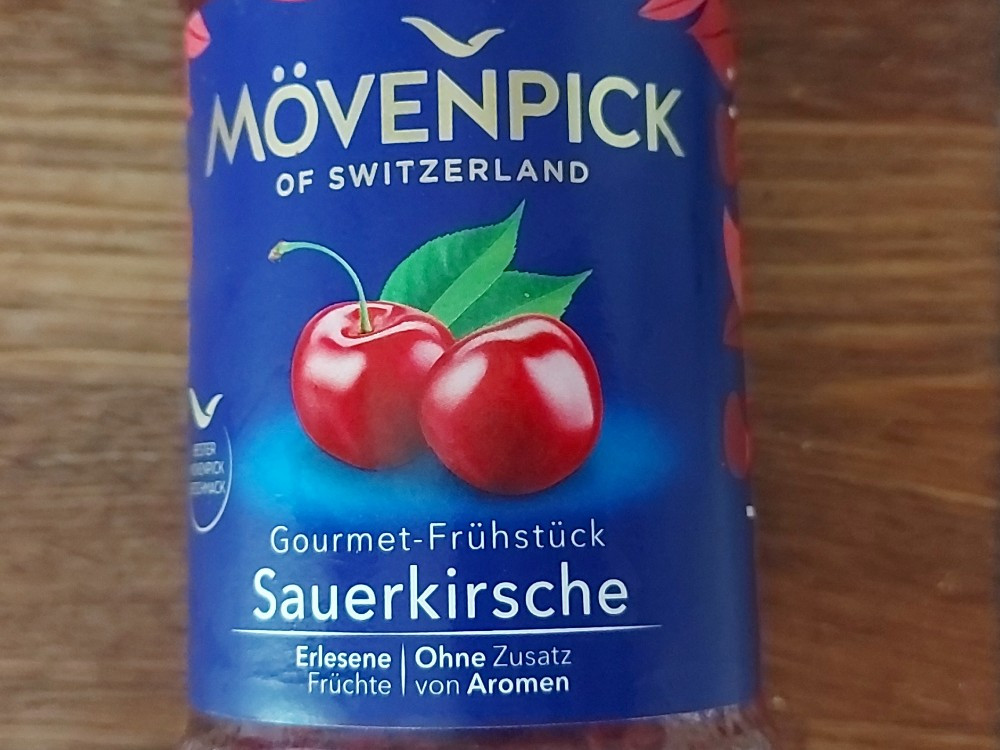 MÖVENPICK
OF SWITZERLAND
Gourmet-Frühstück
Sauerkirsche
Erlesene
Früchte
Ohne Zusatz
von Aromen